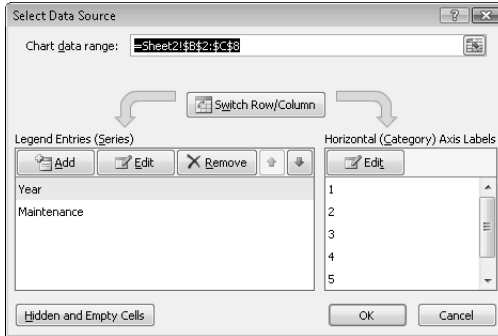 Select Data Source
Chart data range: =Sheet2!$B$2:$C$8
Switch Row/Column
Legend Entries (Series)
Add Edit Remove
Year
Maintenance
Horizontal (Category) Axis Labels
Edit
1
2
3
4
5
Hidden and Empty Cells
OK Cancel